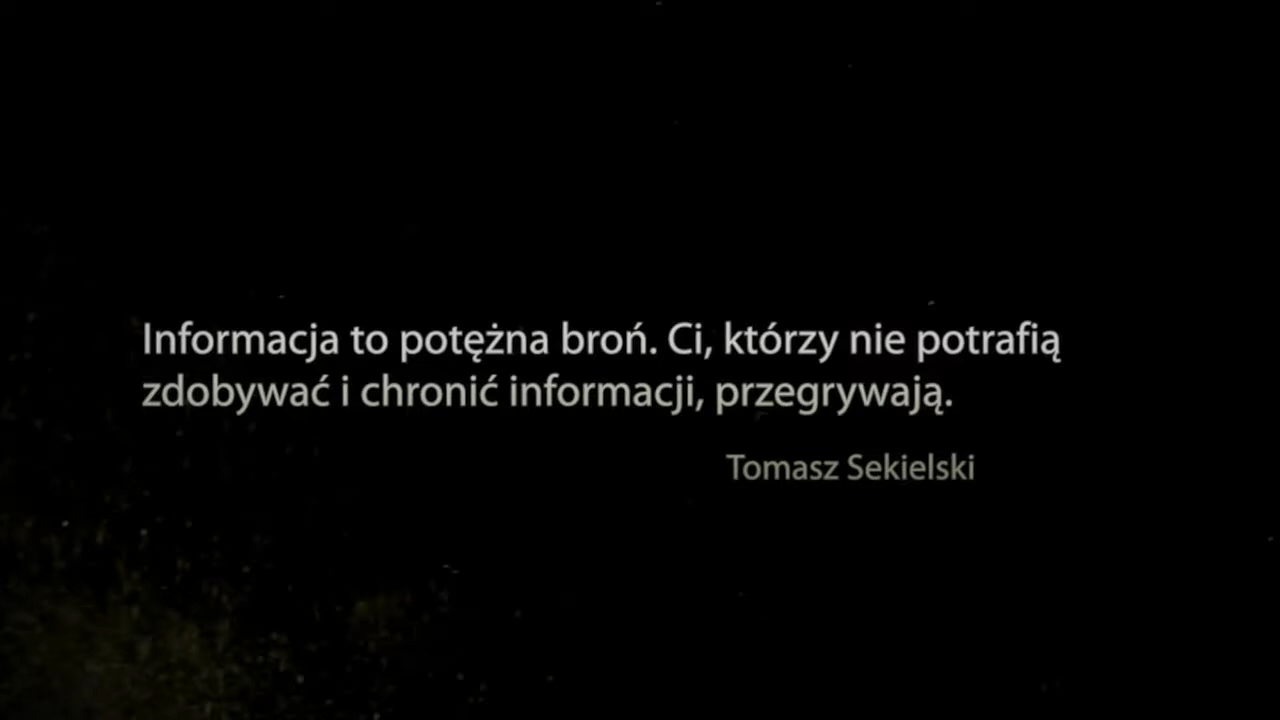 Informacja to potężna broń. Ci, którzy nie potrafią
zdobywać i chronić informacji, przegrywają.
Tomasz Sekielski